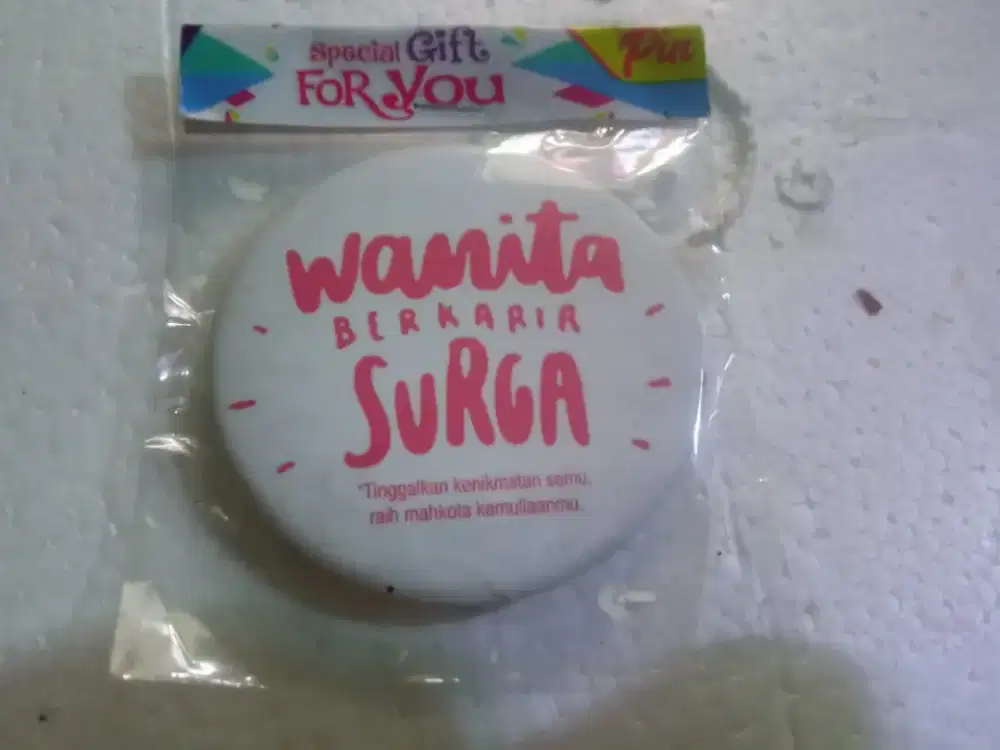 Special Gift
FOR YOU
Pin
wanita
BERKARIR
SURGA
"Tinggalkan kenikmatan semu,
raih mahkota kemuliaanmu.